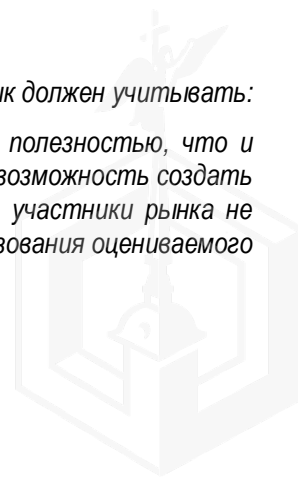 ик должен учитывать:
полезностью, что и
возможность создать
участники рынка не
зования оцениваемого